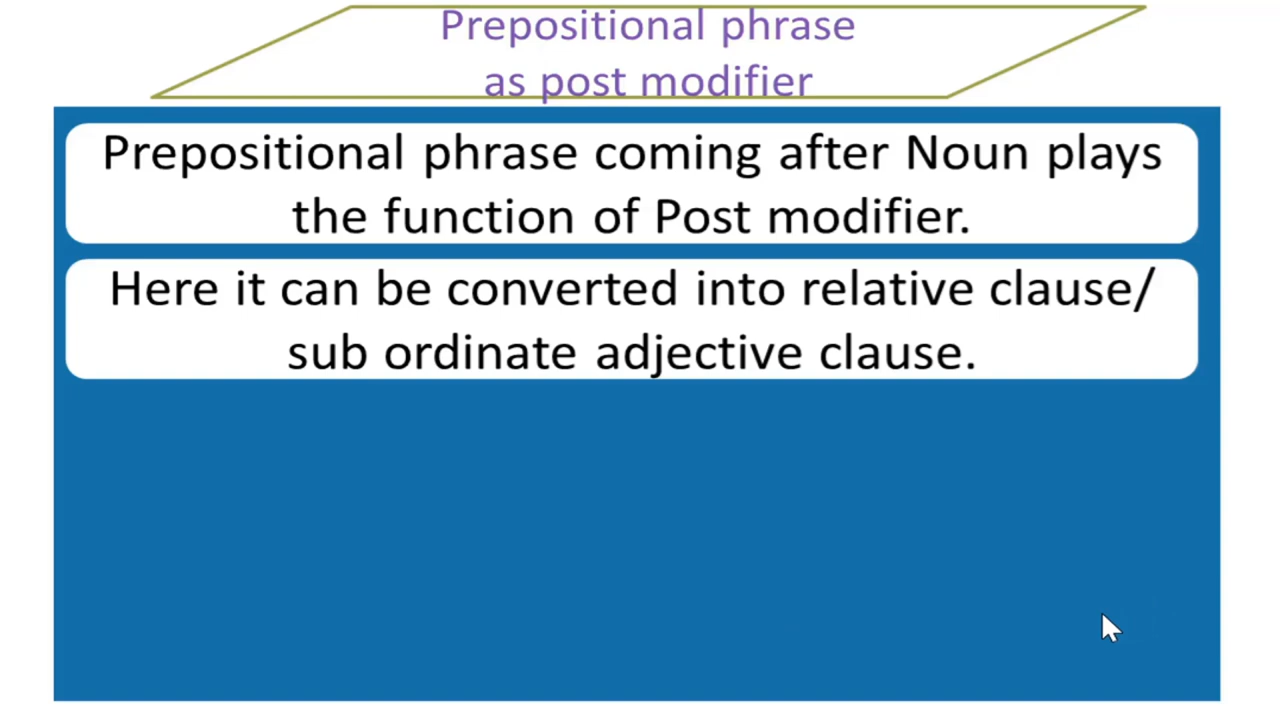 Prepositional phrase
as post modifier
Prepositional phrase coming after Noun plays
the function of Post modifier.
Here it can be converted into relative clause/
sub ordinate adjective clause.